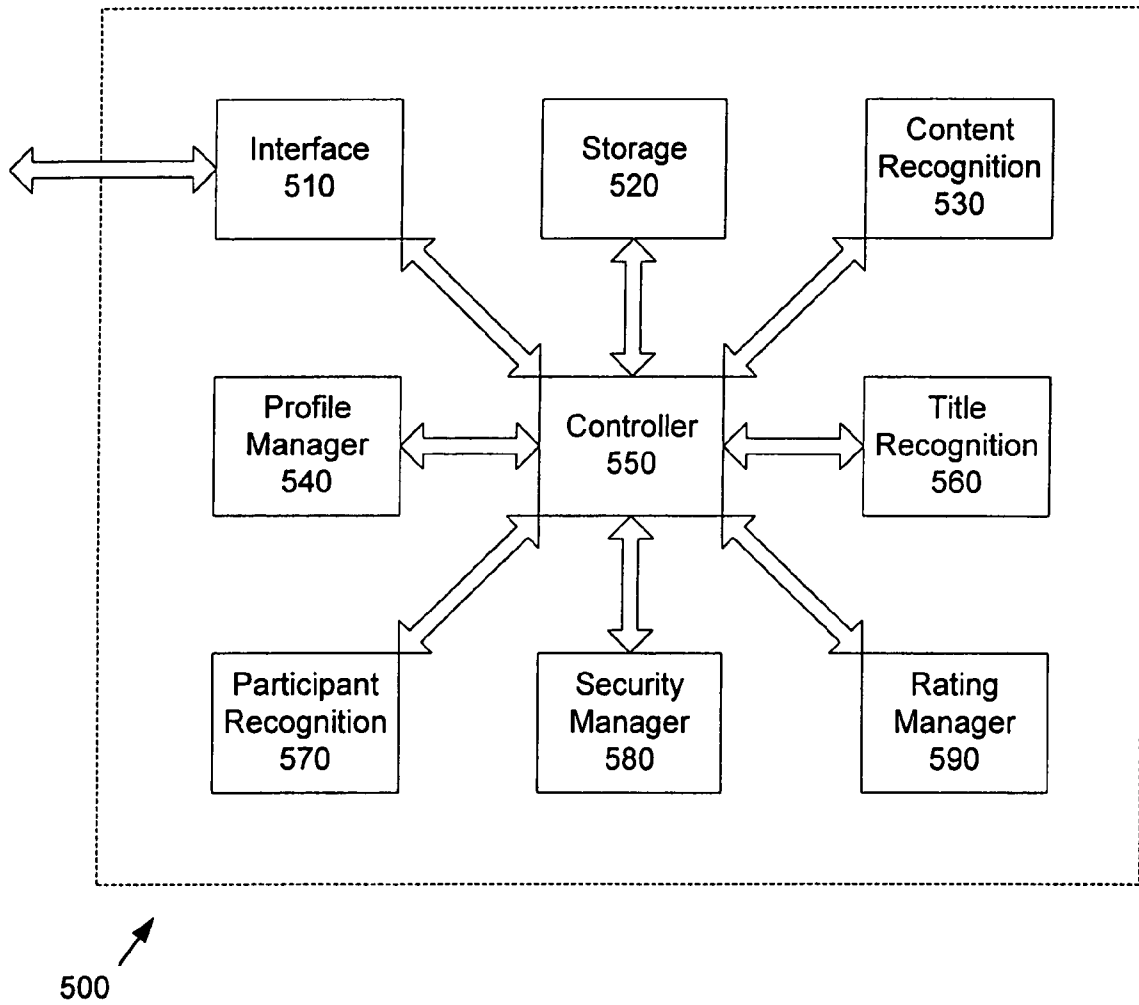 Interface
510
Storage
520
Content
Recognition
530
Profile
Manager
540
Controller
550
Title
Recognition
560
Participant
Recognition
570
Security
Manager
580
Rating
Manager
590
500